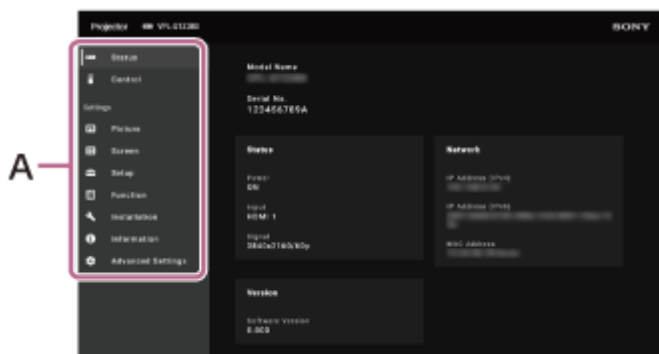 Projector
SONY
A
Status
Control
Settings
Picture
Screen
Setup
Function
Installation
Information
Advanced Settings
Model Name
Serial No.
123456789A
Status
Power
ON
Input
HDMI 1
Signal
3840x2160/60p
Network
IP Address (IPv4)
IP Address (IPv6)
MAC Address
Version
Software Version
0.009